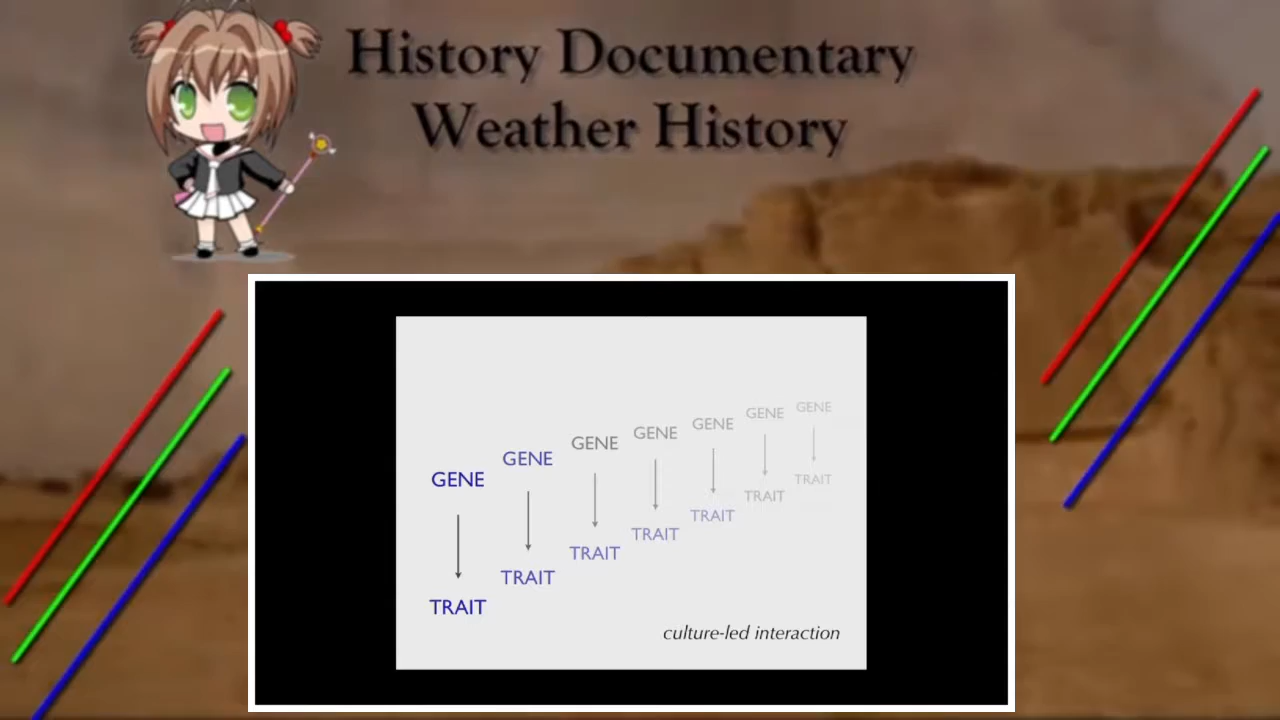 History Documentary
Weather History
GENE GENE GENE GENE GENE GENE GENE
TRAIT TRAIT TRAIT TRAIT TRAIT TRAIT TRAIT
culture-led interaction